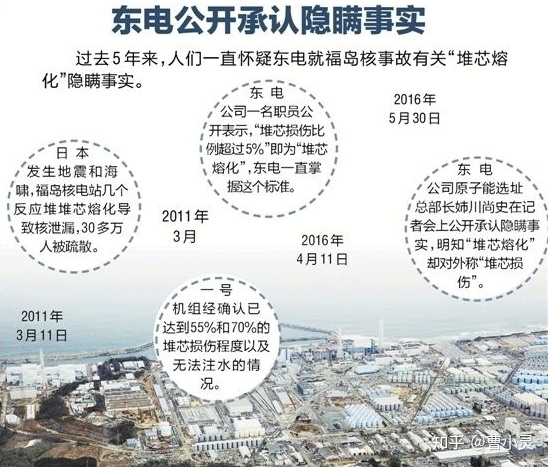 东电公开承认隐瞒事实
过去5年来，人们一直怀疑东电就福岛核事故有关“堆芯熔
化”隐瞒事实。
日本
发生地震和海
啸，福岛核电站几个
反应堆堆芯熔化导
致核泄漏，30多万
人被疏散。
2011年
3月11日
一号
机组经确认已
达到55%和70%的
堆芯损伤程度以及
无法注水的情
况。
2011年
3月
东电
公司一名职员公
开表示，“堆芯损伤比
例超过5%”即为“堆芯
熔化”，东电一直掌
握这个标准。
2016年
4月11日
东电
公司原子能选址
总部长姉川尚史在记
者会上公开承认隐瞒事
实，明知“堆芯熔化”
却对外称“堆芯损
伤”。
2016年
5月30日
知乎 @曹小灵